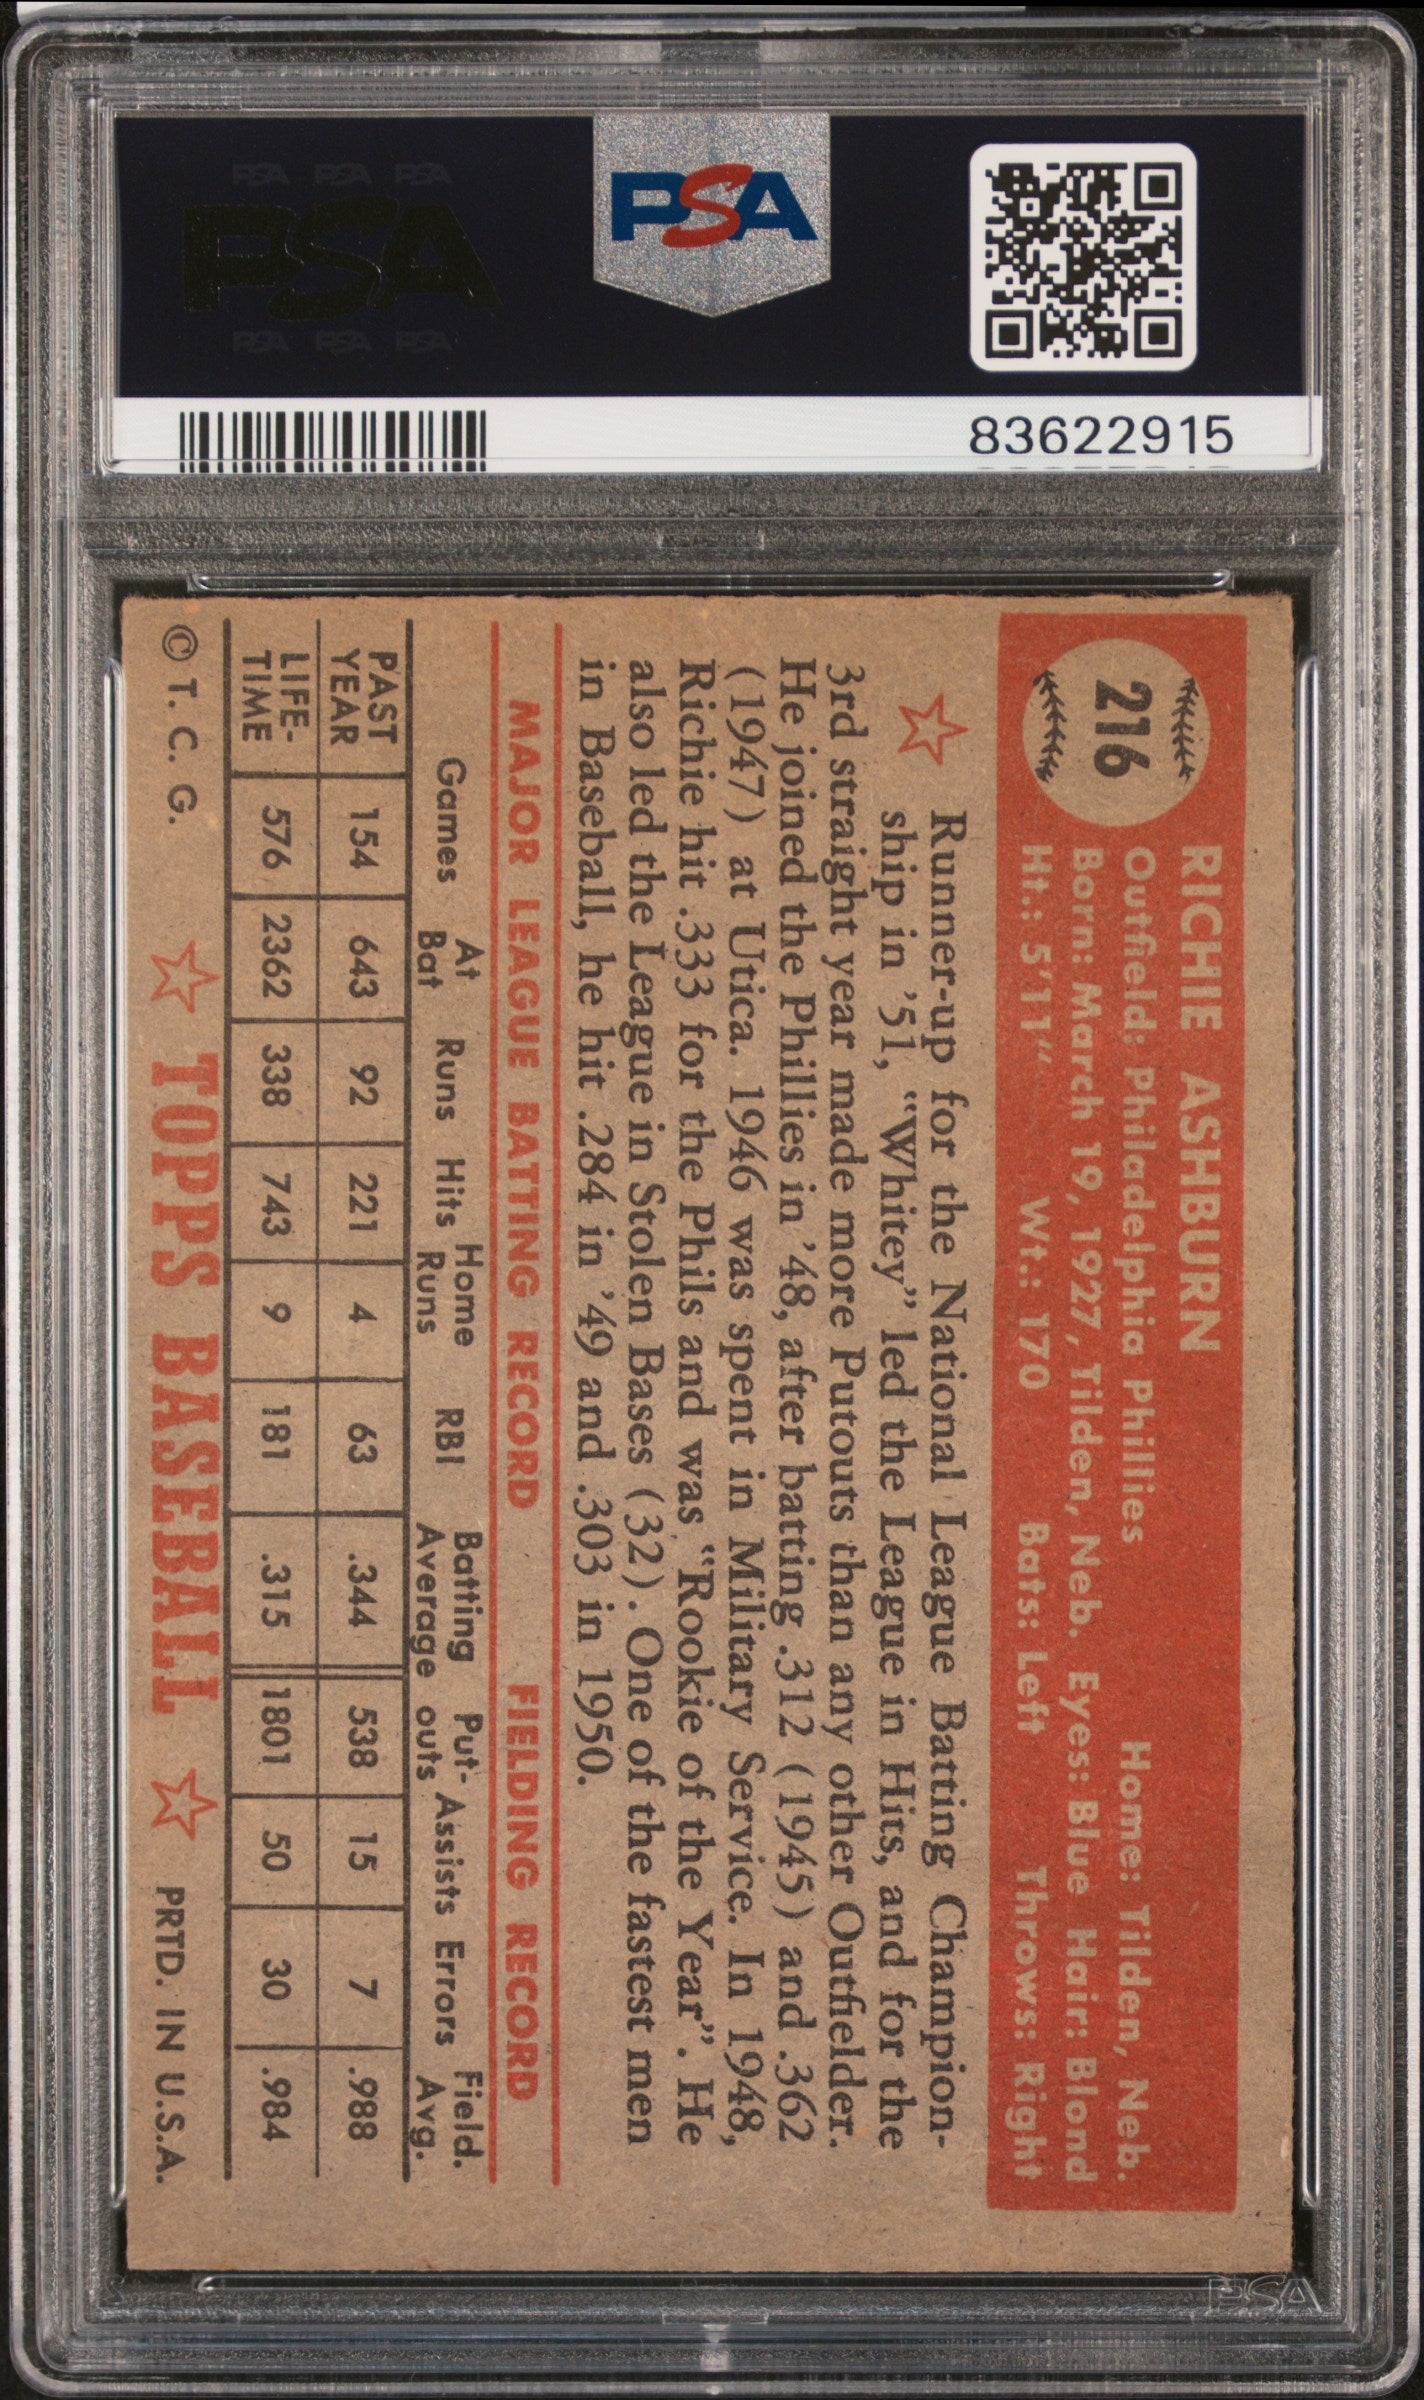 PSA PSA PSA
PSA
PSA PSA PSA
PSA
83622915
216
RICHIE ASHBURN
Outfield: Philadelphia Phillies Home: Tilden, Neb.
Born: March 19, 1927, Tilden, Neb. Eyes: Blue Hair: Blond
Ht.: 5'11" Wt.: 170 Bats: Left Throws: Right
Runner-up for the National League Batting Champion-
ship in '51, "Whitey" led the League in Hits, and for the
3rd straight year made more Putouts than any other Outfielder.
He joined the Phillies in '48, after batting .312 (1945) and .362
(1947) at Utica. 1946 was spent in Military Service. In 1948,
Richie hit .333 for the Phils and was "Rookie of the Year". He
also led the League in Stolen Bases (32). One of the fastest men
in Baseball, he hit .284 in '49 and .303 in 1950.
MAJOR LEAGUE BATTING RECORD FIELDING RECORD
Games At Bat Runs Hits Home Runs RBI Batting Average Put-outs Assists Errors Field. Avg.
PAST YEAR 154 643 92 221 4 63 .344 538 15 7 .988
LIFE-TIME 576 2362 338 743 9 181 .315 1801 50 30 .984
© T. C. G. TOPPS BASEBALL PRTD. IN U.S.A.
PSA